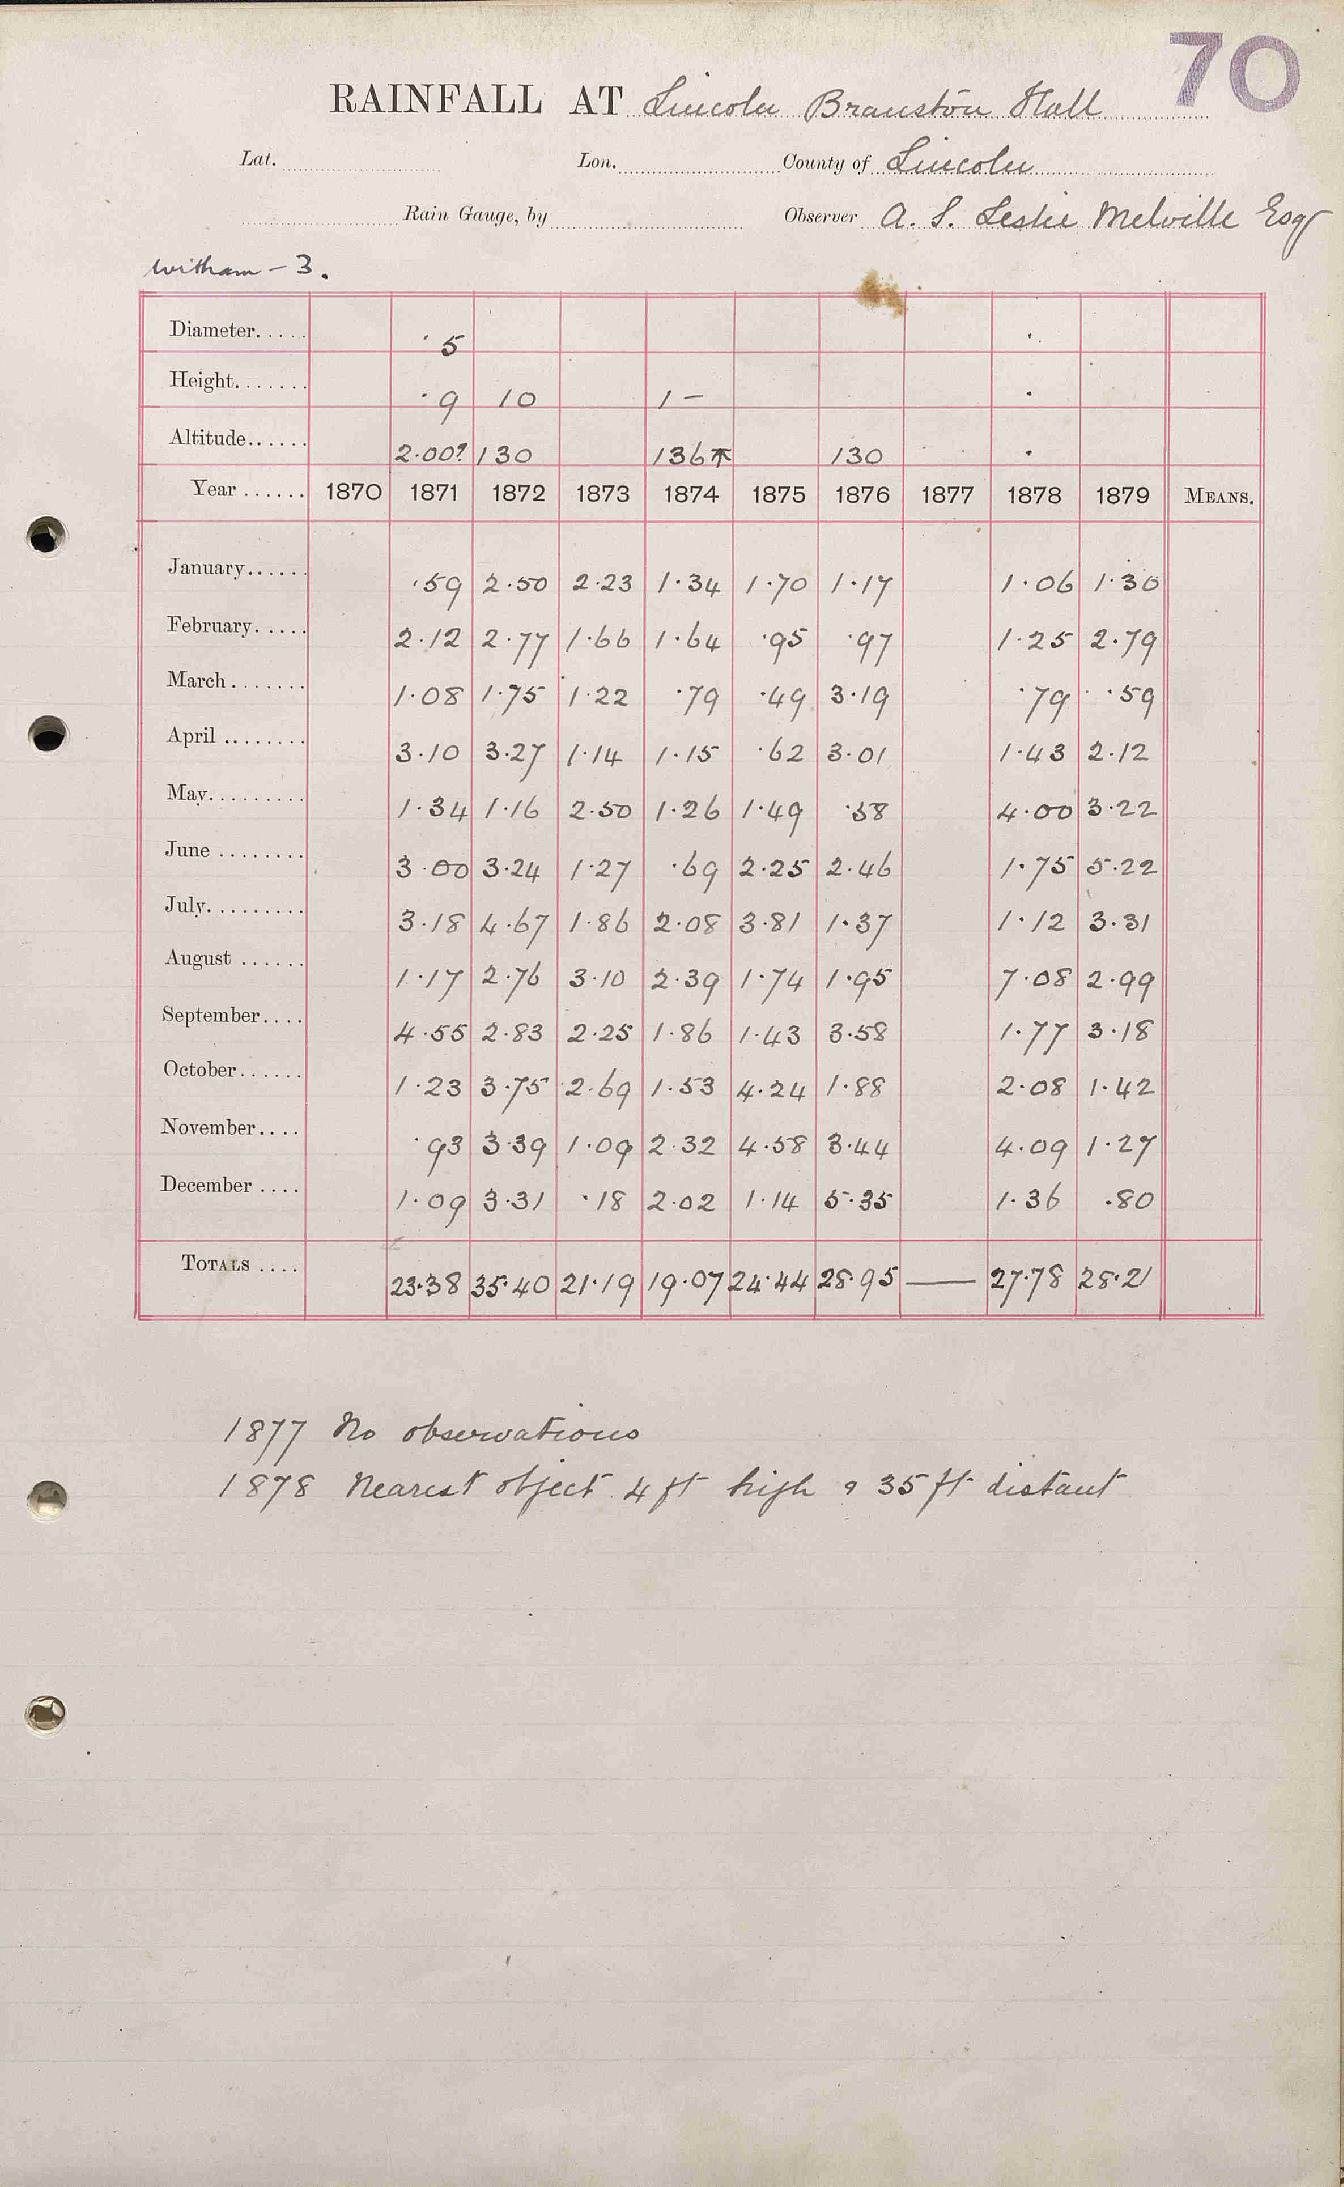 70
RAINFALL AT Lincoln Branston Hall
Lat. Lon. County of Lincoln
Rain Gauge, by Observer A. S. Leslie Melville Esq
Witham - 3.
Diameter..... ·5
Height....... ·9 10 1 -
Altitude...... 2.00? 130 136 130
Year ...... 1870 1871 1872 1873 1874 1875 1876 1877 1878 1879 MEANS.
January...... ·59 2·50 2·23 1·34 1·70 1·17 1·06 1·30
February..... 2·12 2·77 1·66 1·64 ·95 ·97 1·25 2·79
March....... 1·08 1·75 1·22 ·79 ·49 3·19 ·79 ·59
April ........ 3·10 3·27 1·14 1·15 ·62 3·01 1·43 2·12
May......... 1·34 1·16 2·50 1·26 1·49 ·58 4·00 3·22
June ........ 3·00 3·24 1·27 ·69 2·25 2·46 1·75 5·22
July......... 3·18 4·67 1·86 2·08 3·81 1·37 1·12 3·31
August ...... 1·17 2·76 3·10 2·39 1·74 1·95 7·08 2·99
September.... 4·55 2·83 2·25 1·86 1·43 3·58 1·77 3·18
October...... 1·23 3·75 2·69 1·53 4·24 1·88 2·08 1·42
November.... ·93 3·39 1·09 2·32 4·58 3·44 4·09 1·27
December .... 1·09 3·31 ·18 2·02 1·14 5·35 1·36 ·80
TOTALS .... 23·38 35·40 21·19 19·07 24·44 28·95 — 27·78 28·21
1877 No observations
1878 Nearest object 4 ft high & 35 ft distant